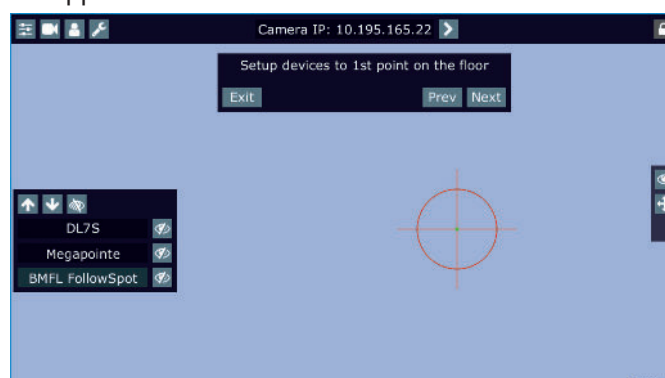 Camera IP: 10.195.165.22
Setup devices to 1st point on the floor
Exit Prev Next
DL7S
Megapointe
BMFL FollowSpot